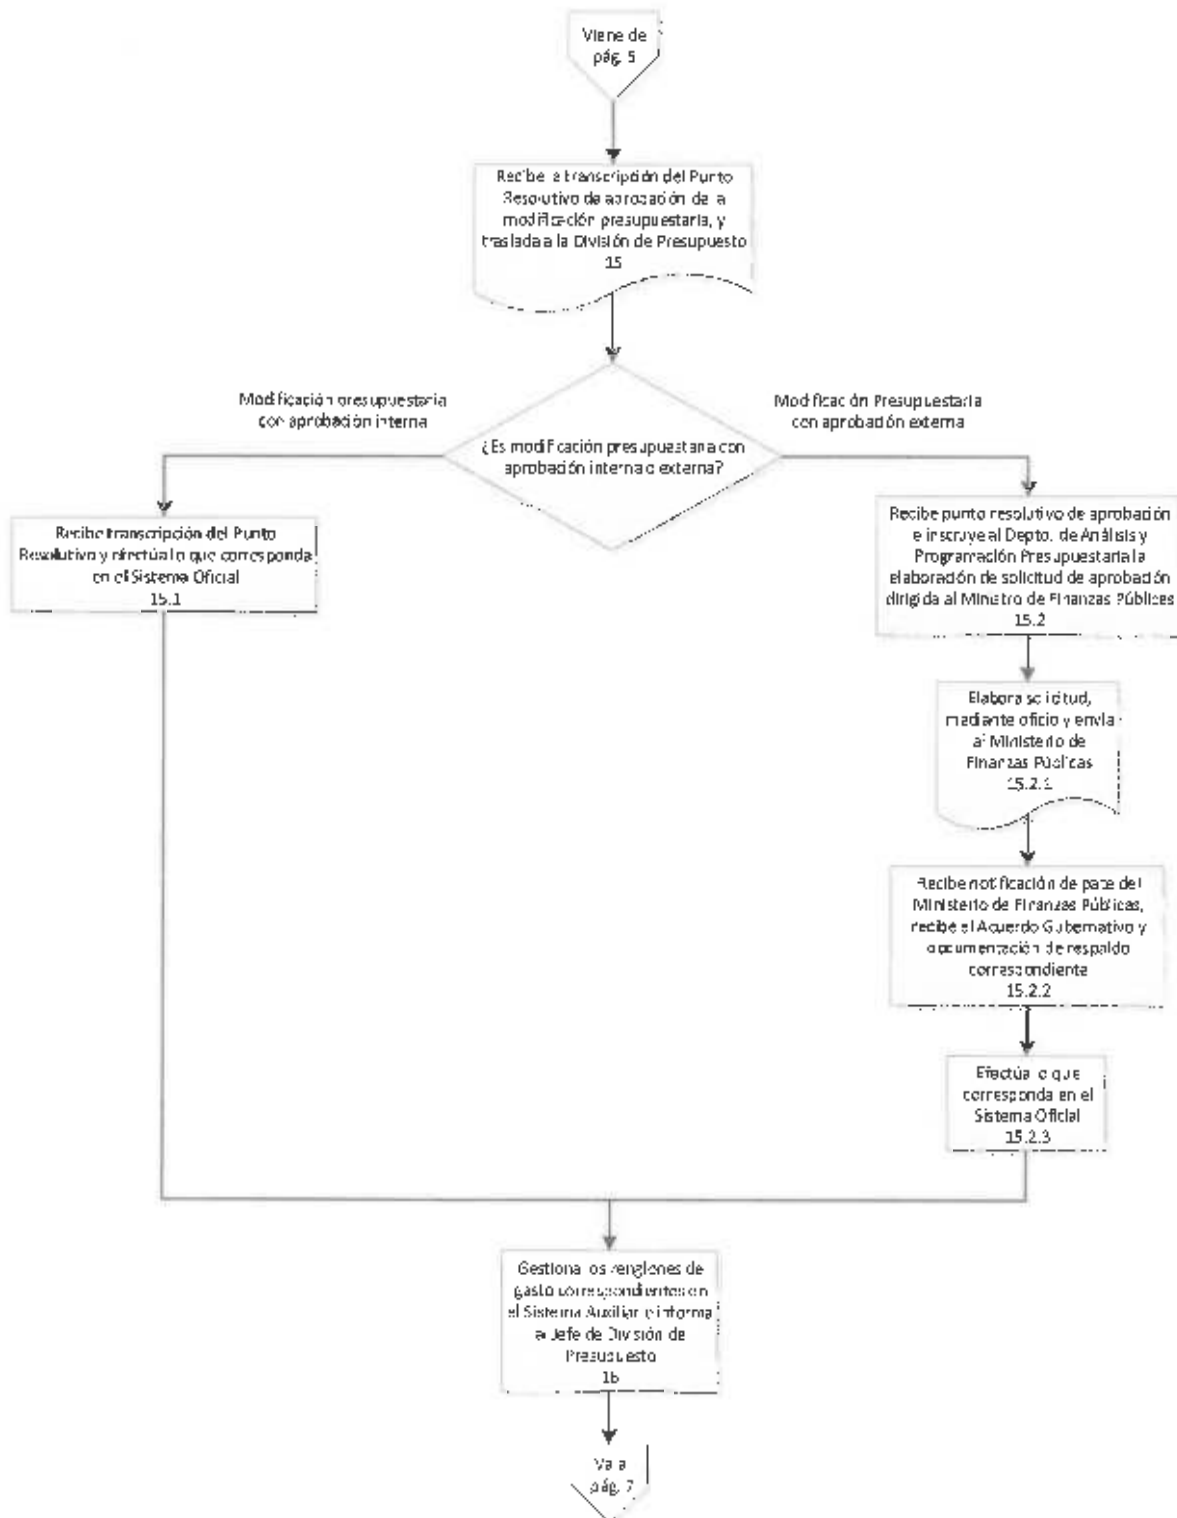 Viene de
pág. 5
Recibe la transcripción del Punto
Resolutivo de aprobación de la
modificación presupuestaria, y
traslada a la División de Presupuesto
15
Modificación presupuestaria
con aprobación interna
Modificación Presupuestaria
con aprobación externa
¿Es modificación presupuestaria con
aprobación interna o externa?
Recibe transcripción del Punto
Resolutivo y efectúa lo que corresponda
en el Sistema Oficial
15.1
Recibe punto resolutivo de aprobación
e instruye al Depto. de Análisis y
Programación Presupuestaria la
elaboración de solicitud de aprobación
dirigida al Ministro de Finanzas Públicas
15.2
Elabora solicitud,
mediante oficio y envía
al Ministerio de
Finanzas Públicas
15.2.1
Recibe notificación de pate del
Ministerio de Finanzas Públicas,
recibe el Acuerdo Gubernativo y
documentación de respaldo
correspondiente
15.2.2
Efectúa lo que
corresponda en el
Sistema Oficial
15.2.3
Gestiona los renglones de
gasto correspondientes en
el Sistema Auxiliar e informa
a Jefe de División de
Presupuesto
16
Va a
pág. 7